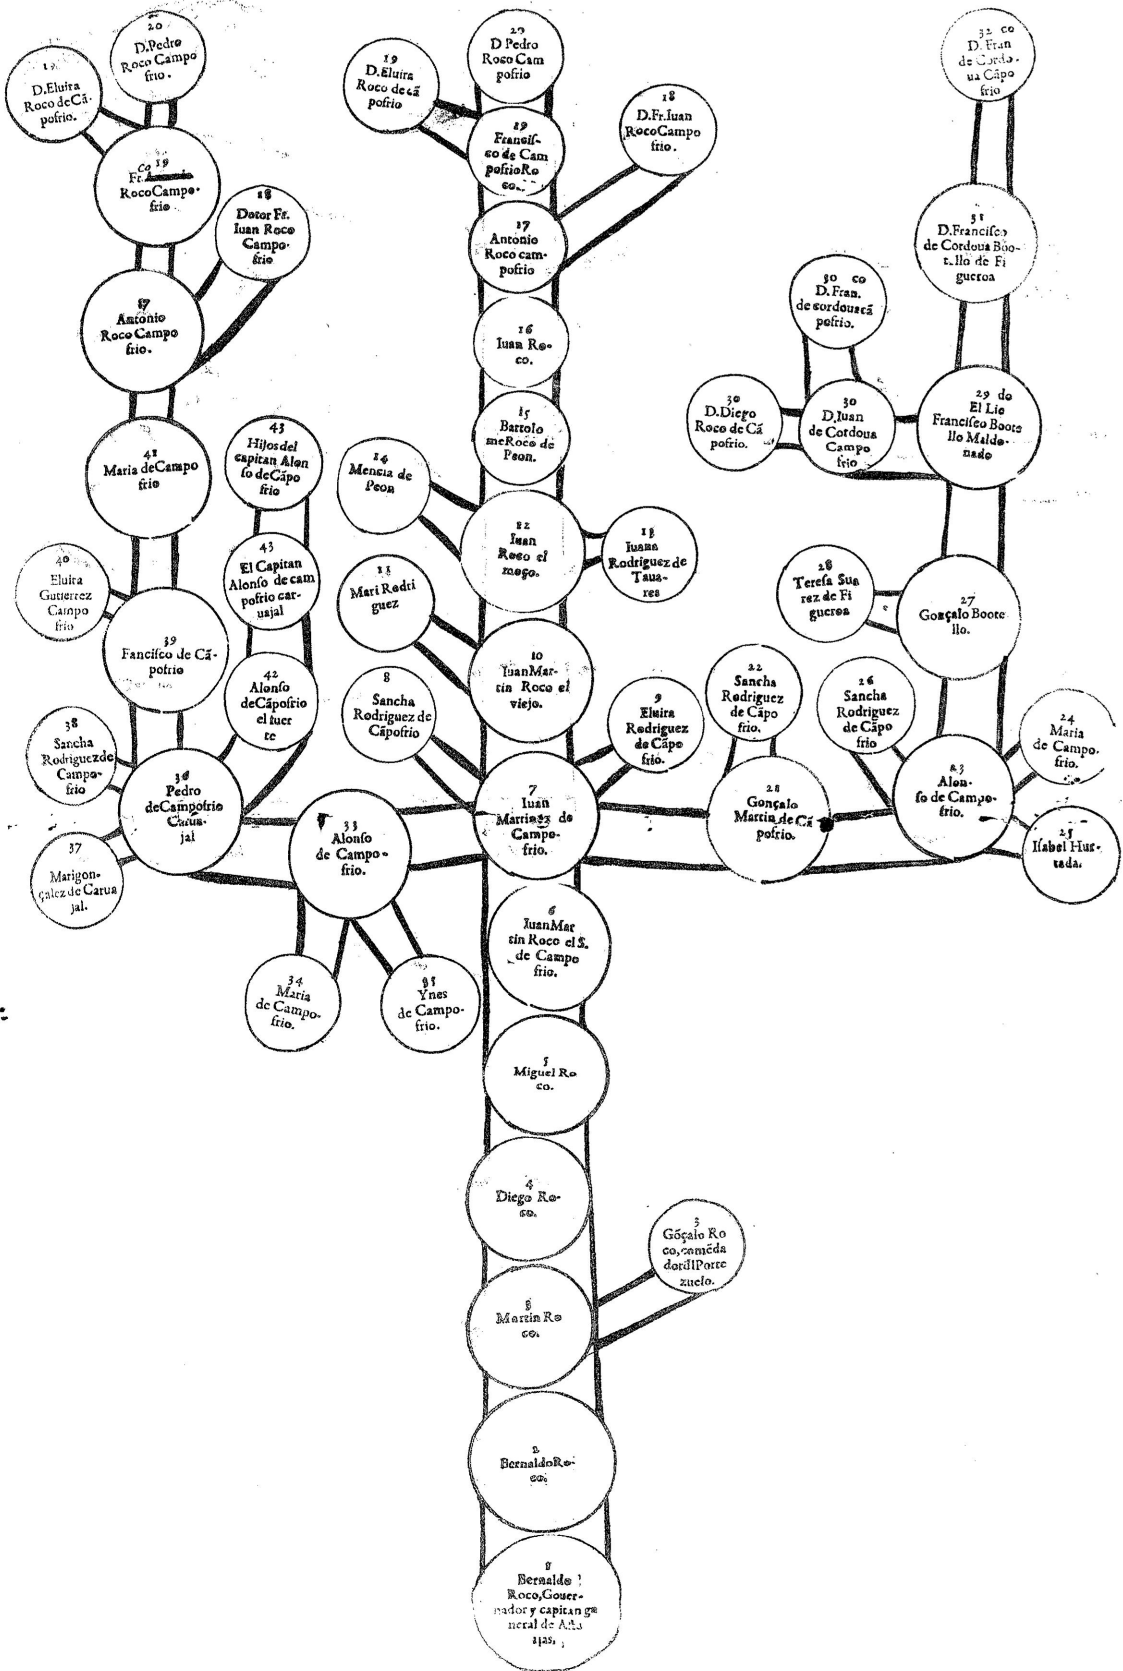 20
D.Pedro
Roco Campo
frio.
19
D.Eluira
Roco deCã-
pofrio.
Co 19
Fr.
RocoCampo-
frio
18
Dotor Fr.
Iuan Roco
Campo-
frio
17
Antonio
Roco Campo
frio.
41
Maria deCampo
frio
43
Hijos del
capitan Alon
so deCãpo
frio
43
El Capitan
Alonso de cam
pofrio car-
uajal
40
Eluira
Gutierrez
Campo
frio
39
Fancisco de Cã-
pofrio
42
Alonso
deCãpofrio
el tuer
te
38
Sancha
Rodriguezde
Campo-
frio
36
Pedro
deCampofrio
Carua-
jal
37
Marigon-
çalez de Carua
jal.
33
Alonso
de Campo-
frio.
34
Maria
de Campo-
frio.
35
Ynes
de Campo-
frio.
20
D Pedro
Roco Cam
pofrio
19
D.Eluira
Roco de cã
pofrio
19
Francis-
co de Cam
pofrioRo
co.
18
D.Fr.Iuan
RocoCampo
frio.
17
Antonio
Roco cam-
pofrio
16
Iuan Ro-
co.
15
Bartolo
meRoco de
Peon.
14
Mencia de
Peon
12
Iuan
Roco el
moço.
13
Iuana
Rodriguez de
Taua-
res
11
Mari Rodri
guez
10
IuanMar-
tin Roco el
viejo.
8
Sancha
Rodriguez de
Cãpofrio
9
Eluira
Rodriguez
de Cãpo
frio.
7
Iuan
Martinez de
Campo-
frio.
22
Sancha
Rodriguez
de Cãpo
frio.
21
Gonçalo
Martin de Cã
pofrio.
32 co
D. Fran
de Cordo-
ua Cãpo
frio
31
D.Francisco
de Cordoua Boo-
tello de Fi
gueroa
30 co
D. Fran.
de cordouacã
pofrio.
30
D.Diego
Roco de Cã
pofrio.
30
D.Iuan
de Cordoua
Campo
frio
29 do
El Lic
Francisco Boote
llo Maldo-
nado
28
Teresa Sua
rez de Fi
gueroa
27
Gonçalo Boote
llo.
26
Sancha
Rodriguez
de Cãpo
frio
24
Maria
de Campo.
frio.
23
Alon-
so de Campo-
frio.
25
Isabel Hur-
tada.
6
IuanMar
tin Roco el S.
de Campo
frio.
5
Miguel Ro
co.
4
Diego Ro-
co.
3
Gõçalo Ro
co,comẽda
dordlPorte
zuelo.
3
Martin Ro
co.
2
BernaldoRo-
co.
1
Bernaldo
Roco,Gouer-
nador y capitan ge
neral de